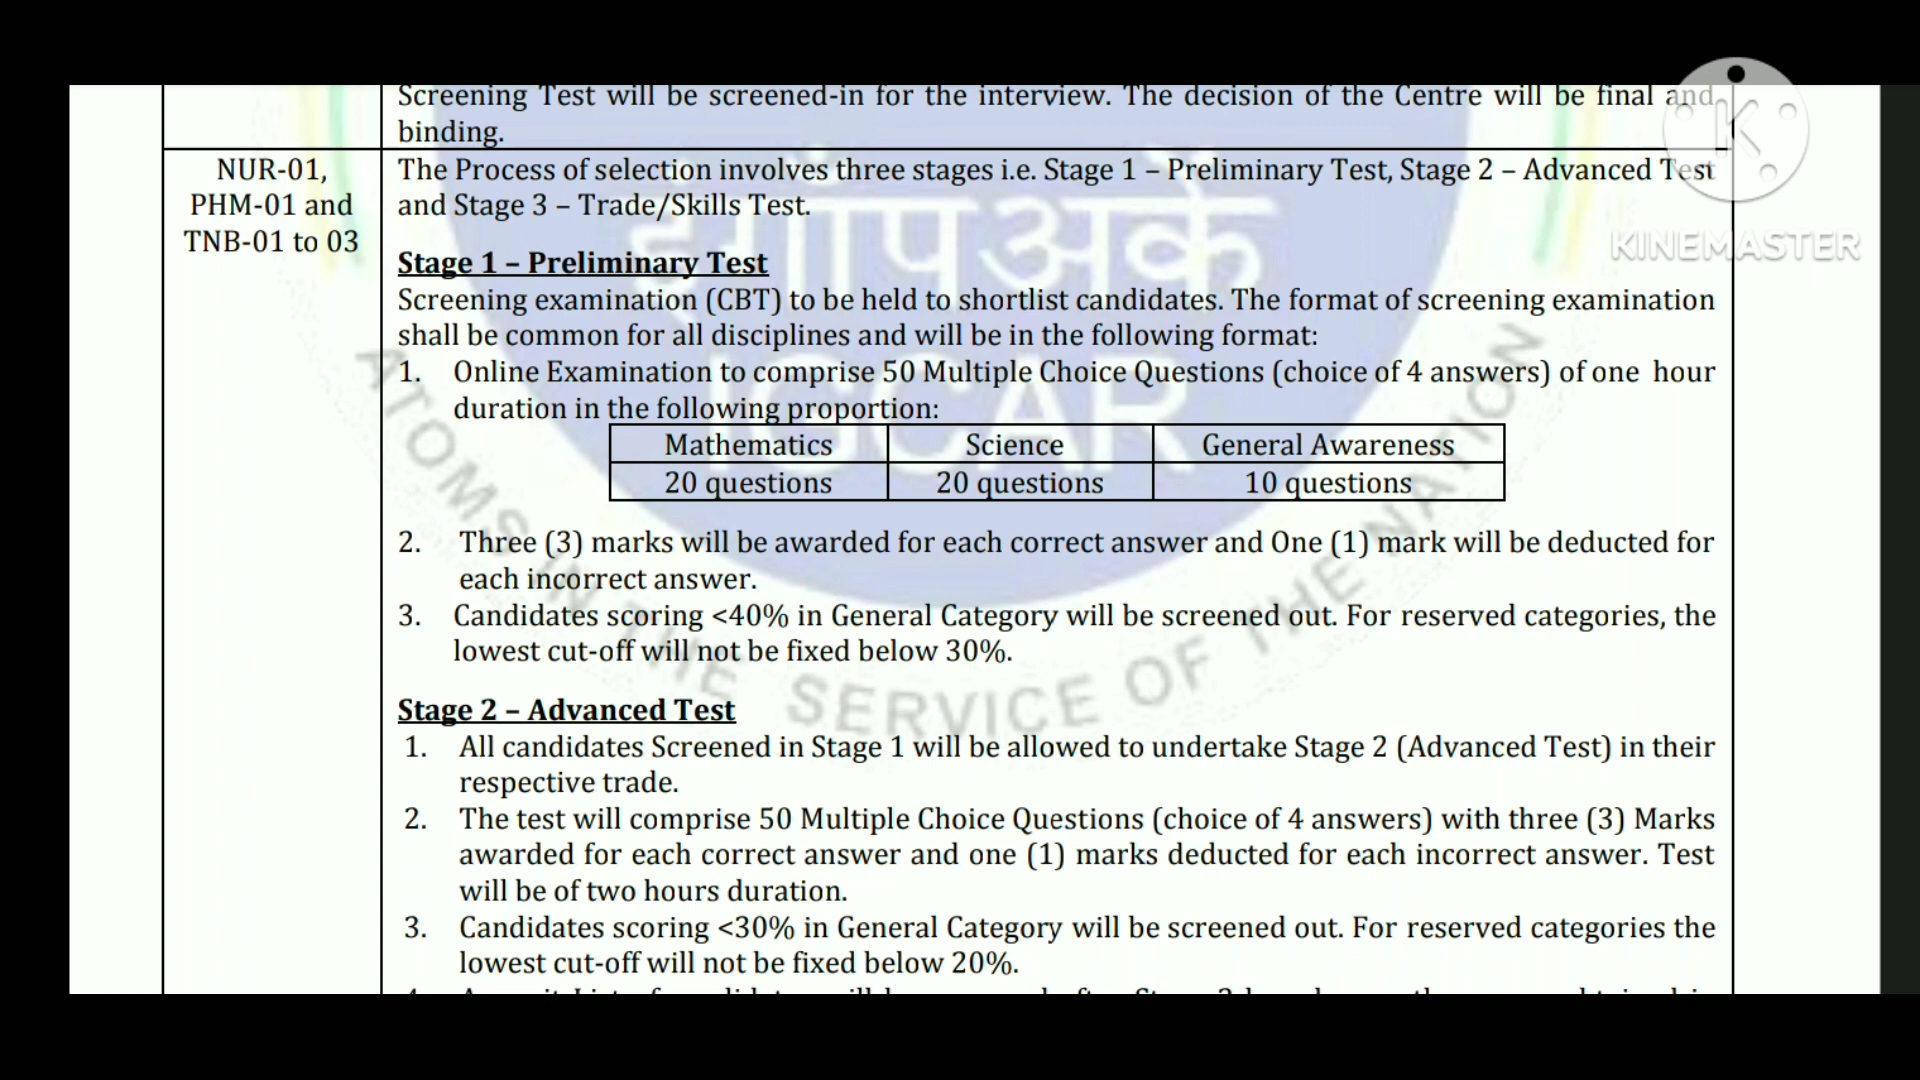 Screening Test will be screened-in for the interview. The decision of the Centre will be final and
binding.
NUR-01,
PHM-01 and
TNB-01 to 03
The Process of selection involves three stages i.e. Stage 1 – Preliminary Test, Stage 2 – Advanced Test
and Stage 3 – Trade/Skills Test.
Stage 1 – Preliminary Test
Screening examination (CBT) to be held to shortlist candidates. The format of screening examination
shall be common for all disciplines and will be in the following format:
1. Online Examination to comprise 50 Multiple Choice Questions (choice of 4 answers) of one hour
duration in the following proportion:
Mathematics Science General Awareness
20 questions 20 questions 10 questions
2. Three (3) marks will be awarded for each correct answer and One (1) mark will be deducted for
each incorrect answer.
3. Candidates scoring <40% in General Category will be screened out. For reserved categories, the
lowest cut-off will not be fixed below 30%.
Stage 2 – Advanced Test
1. All candidates Screened in Stage 1 will be allowed to undertake Stage 2 (Advanced Test) in their
respective trade.
2. The test will comprise 50 Multiple Choice Questions (choice of 4 answers) with three (3) Marks
awarded for each correct answer and one (1) marks deducted for each incorrect answer. Test
will be of two hours duration.
3. Candidates scoring <30% in General Category will be screened out. For reserved categories the
lowest cut-off will not be fixed below 20%.
इंगांपअकें
IGCAR
ATOMS IN THE SERVICE OF THE NATION
K
KINEMASTER